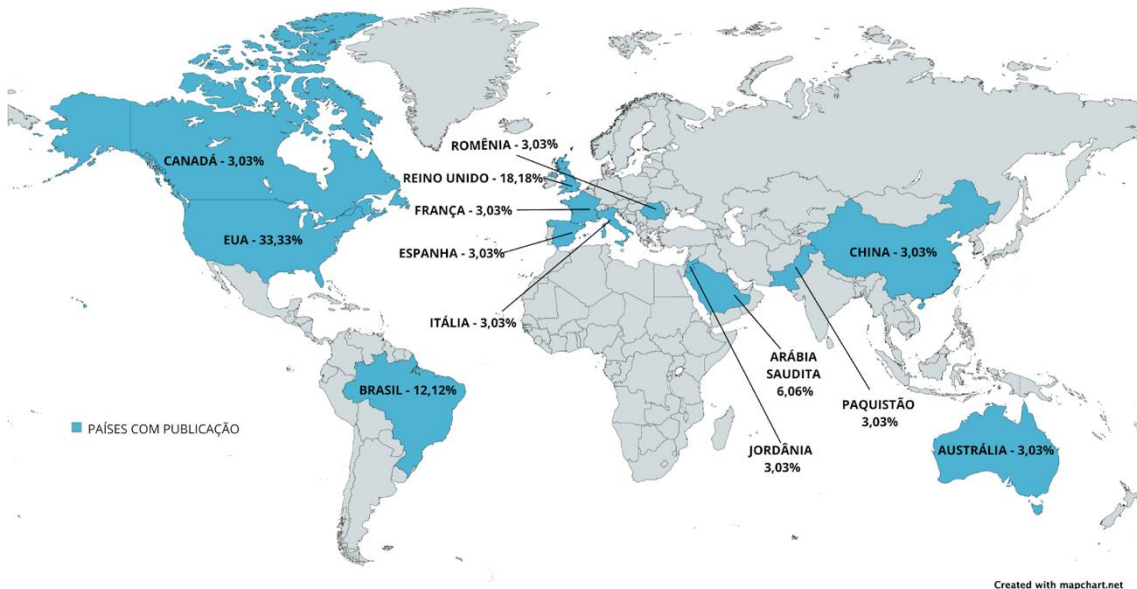 ROMÊNIA - 3,03%
CANADÁ - 3,03%
REINO UNIDO - 18,18%
FRANÇA - 3,03%
EUA - 33,33%
ESPANHA - 3,03%
CHINA - 3,03%
ITÁLIA - 3,03%
ARÁBIA
SAUDITA
6,06%
BRASIL - 12,12%
PAQUISTÃO
3,03%
PAÍSES COM PUBLICAÇÃO
JORDÂNIA
3,03%
AUSTRÁLIA - 3,03%
Created with mapchart.net